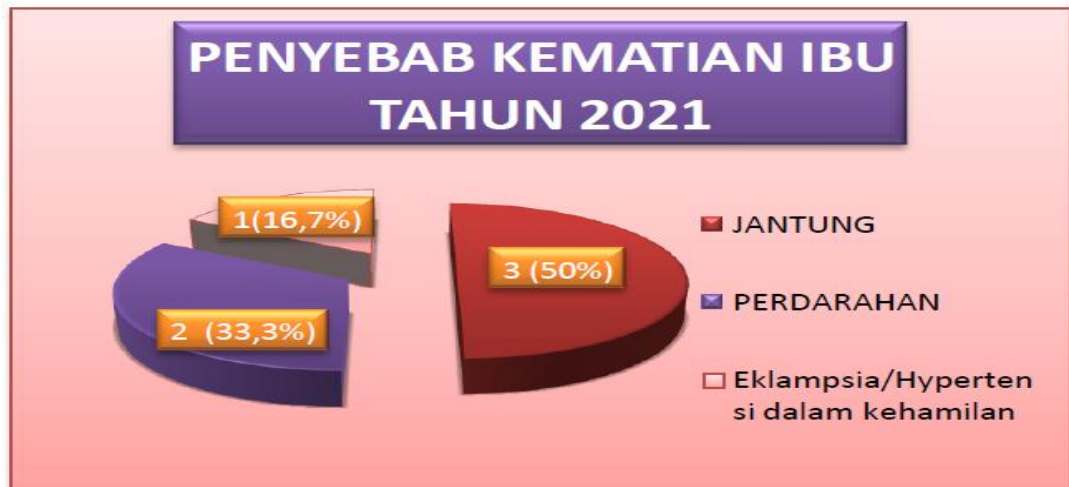 PENYEBAB KEMATIAN IBU
TAHUN 2021
1(16,7%)
3 (50%)
2 (33,3%)
JANTUNG
PERDARAHAN
Eklampsia/Hyperten
si dalam kehamilan